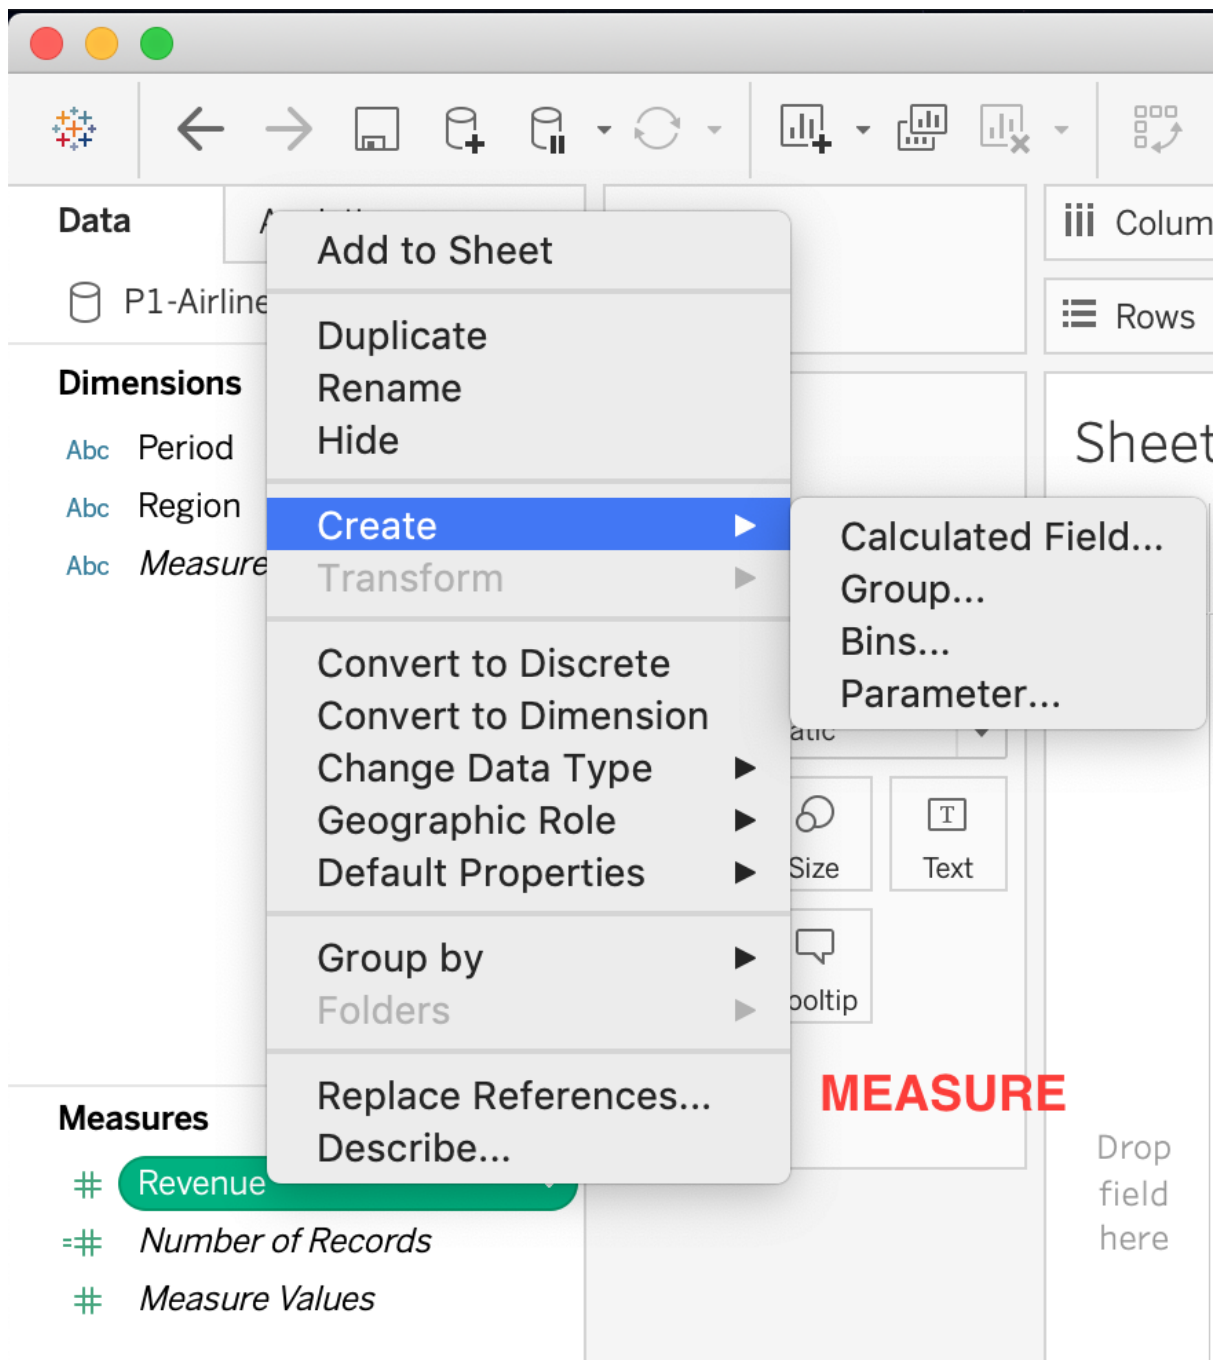 Data
P1-Airline
Dimensions
Abc Period
Abc Region
Abc Measure
Add to Sheet
Duplicate
Rename
Hide
Create
Transform
Convert to Discrete
Convert to Dimension
Change Data Type
Geographic Role
Default Properties
Group by
Folders
Replace References...
Describe...
Calculated Field...
Group...
Bins...
Parameter...
Colum
Rows
Sheet
atic
Size
T
Text
ooltip
MEASURE
Drop
field
here
Measures
Revenue
Number of Records
Measure Values